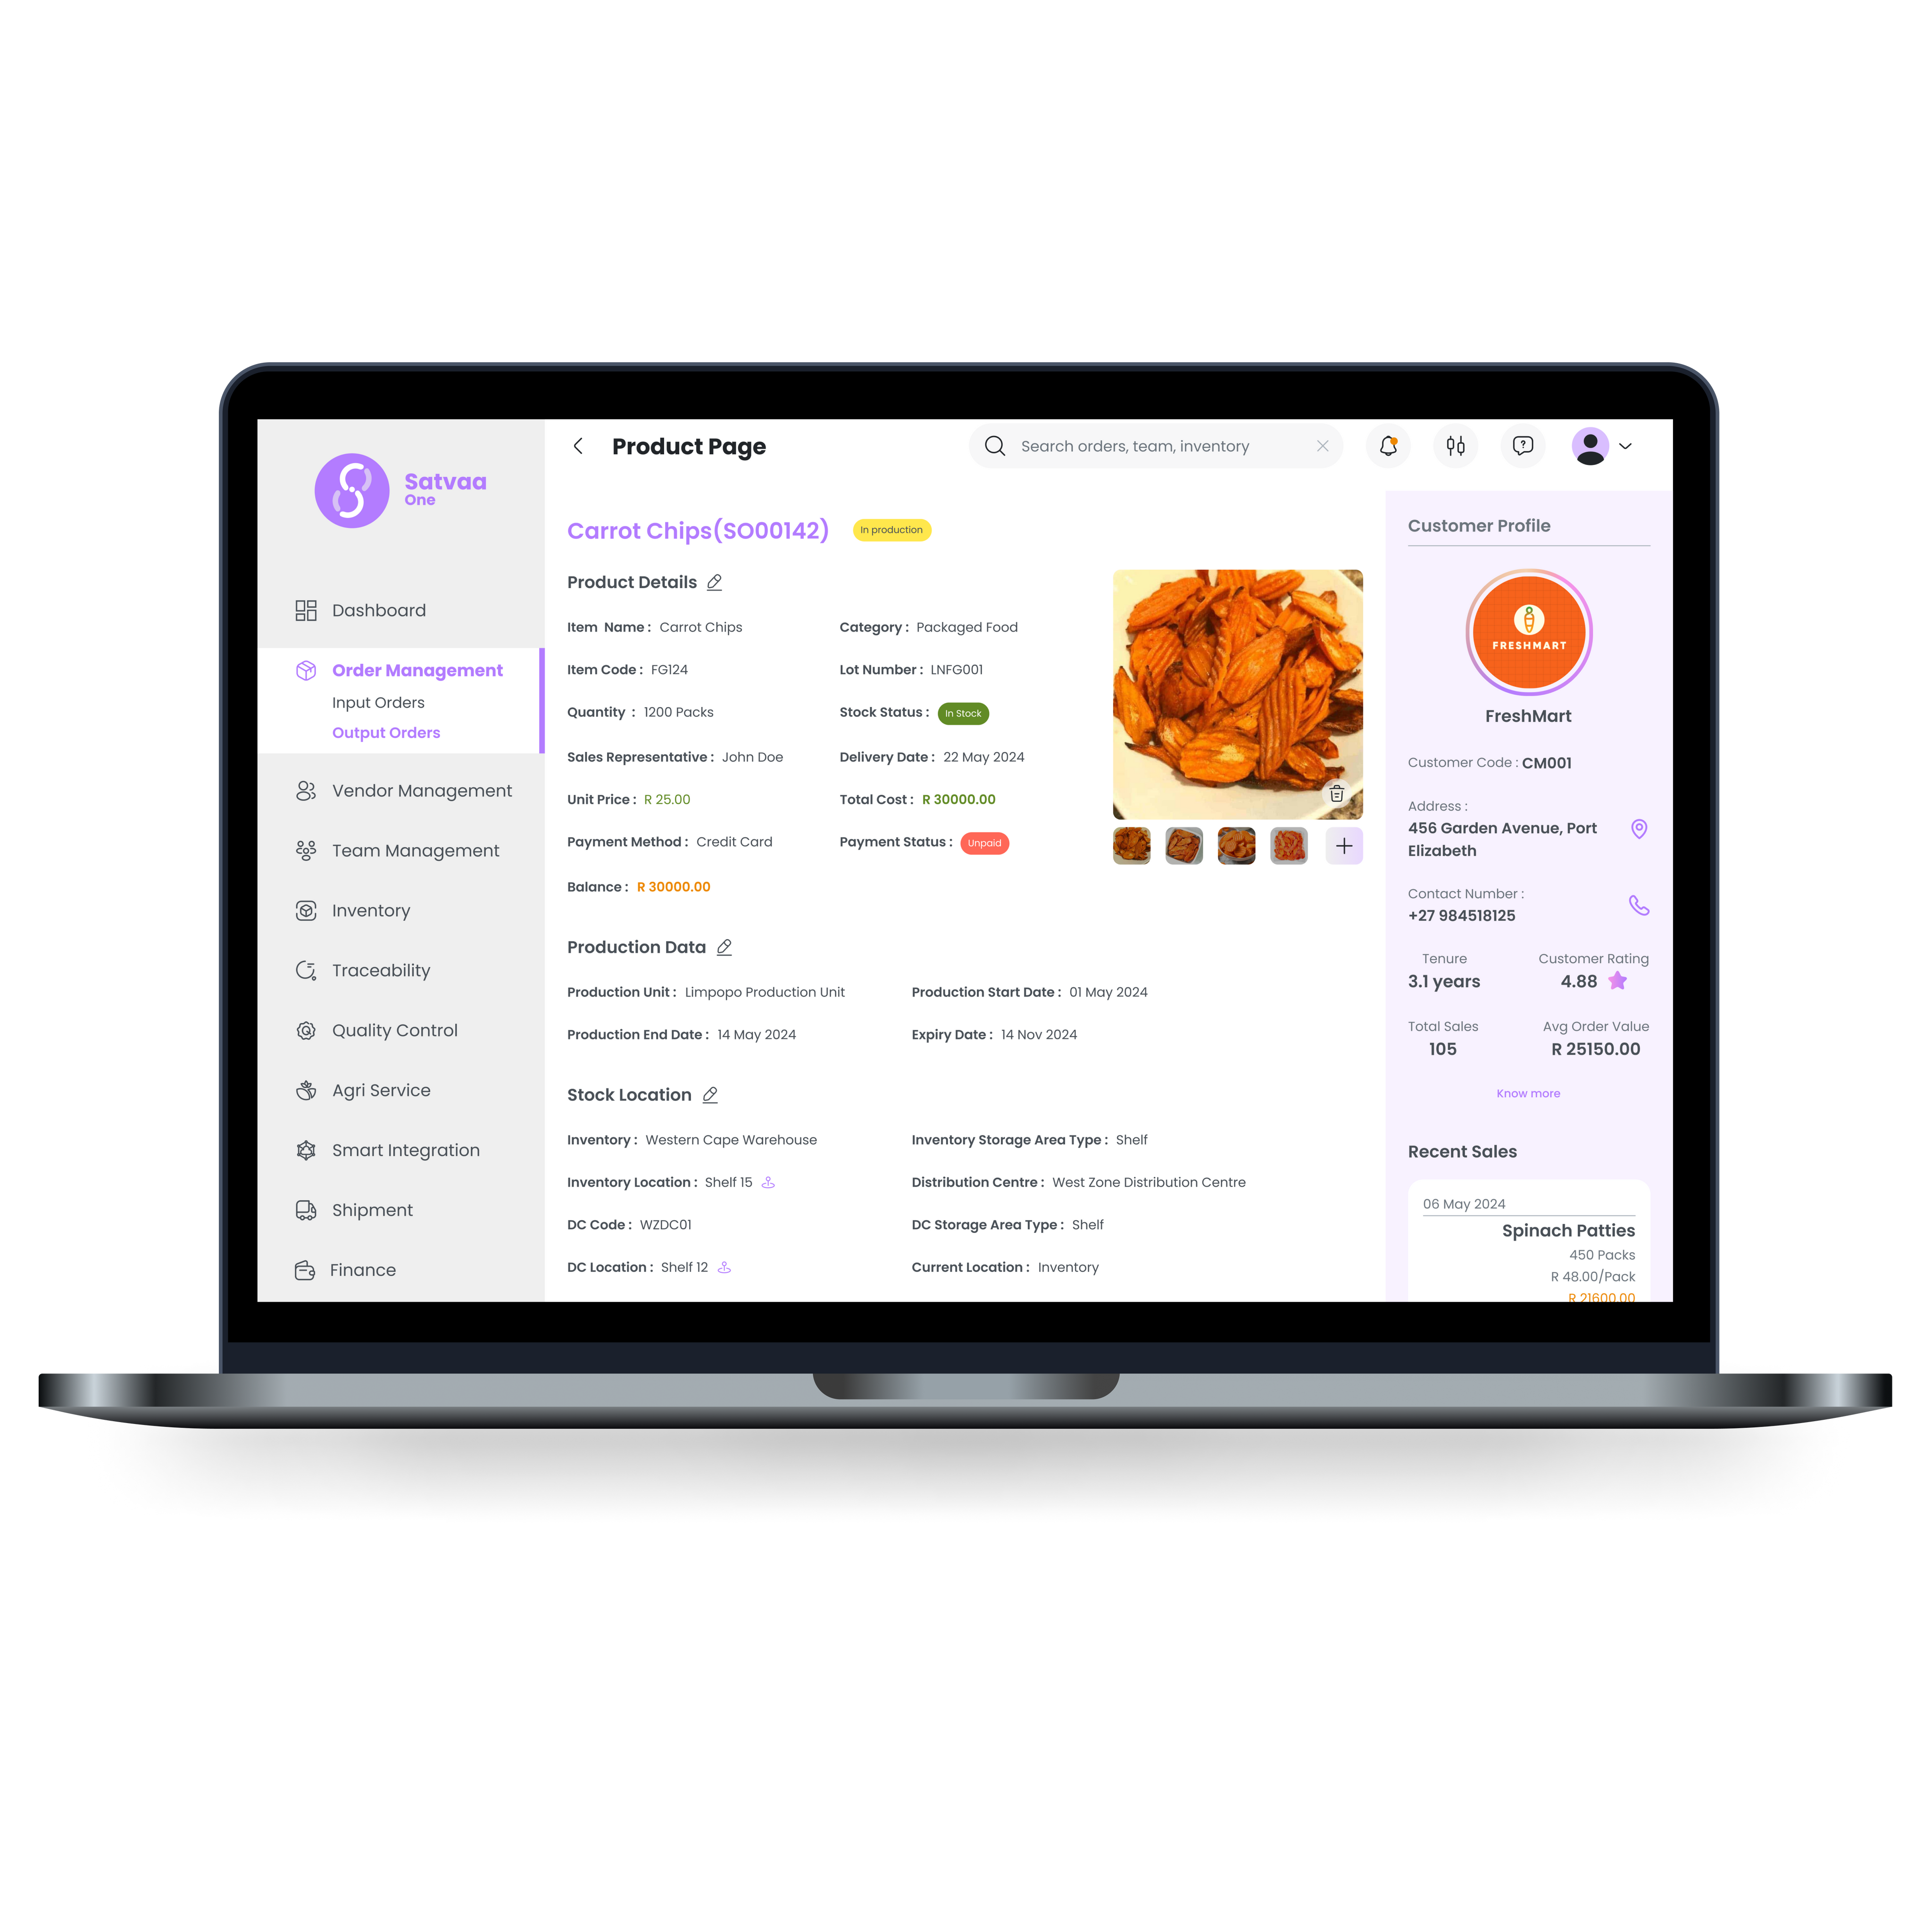 Satvaa
One
Dashboard
Order Management
Input Orders
Output Orders
Vendor Management
Team Management
Inventory
Traceability
Quality Control
Agri Service
Smart Integration
Shipment
Finance
Product Page
Search orders, team, inventory
Carrot Chips(SO00142) In production
Product Details
Item Name : Carrot Chips Category : Packaged Food
Item Code : FG124 Lot Number : LNFG001
Quantity : 1200 Packs Stock Status : In Stock
Sales Representative : John Doe Delivery Date : 22 May 2024
Unit Price : R 25.00 Total Cost : R 30000.00
Payment Method : Credit Card Payment Status : Unpaid
Balance : R 30000.00
Production Data
Production Unit : Limpopo Production Unit Production Start Date : 01 May 2024
Production End Date : 14 May 2024 Expiry Date : 14 Nov 2024
Stock Location
Inventory : Western Cape Warehouse Inventory Storage Area Type : Shelf
Inventory Location : Shelf 15 Distribution Centre : West Zone Distribution Centre
DC Code : WZDC01 DC Storage Area Type : Shelf
DC Location : Shelf 12 Current Location : Inventory
Customer Profile
FRESHMART
FreshMart
Customer Code : CM001
Address :
456 Garden Avenue, Port
Elizabeth
Contact Number :
+27 984518125
Tenure Customer Rating
3.1 years 4.88
Total Sales Avg Order Value
105 R 25150.00
Know more
Recent Sales
06 May 2024
Spinach Patties
450 Packs
R 48.00/Pack
R 21600.00